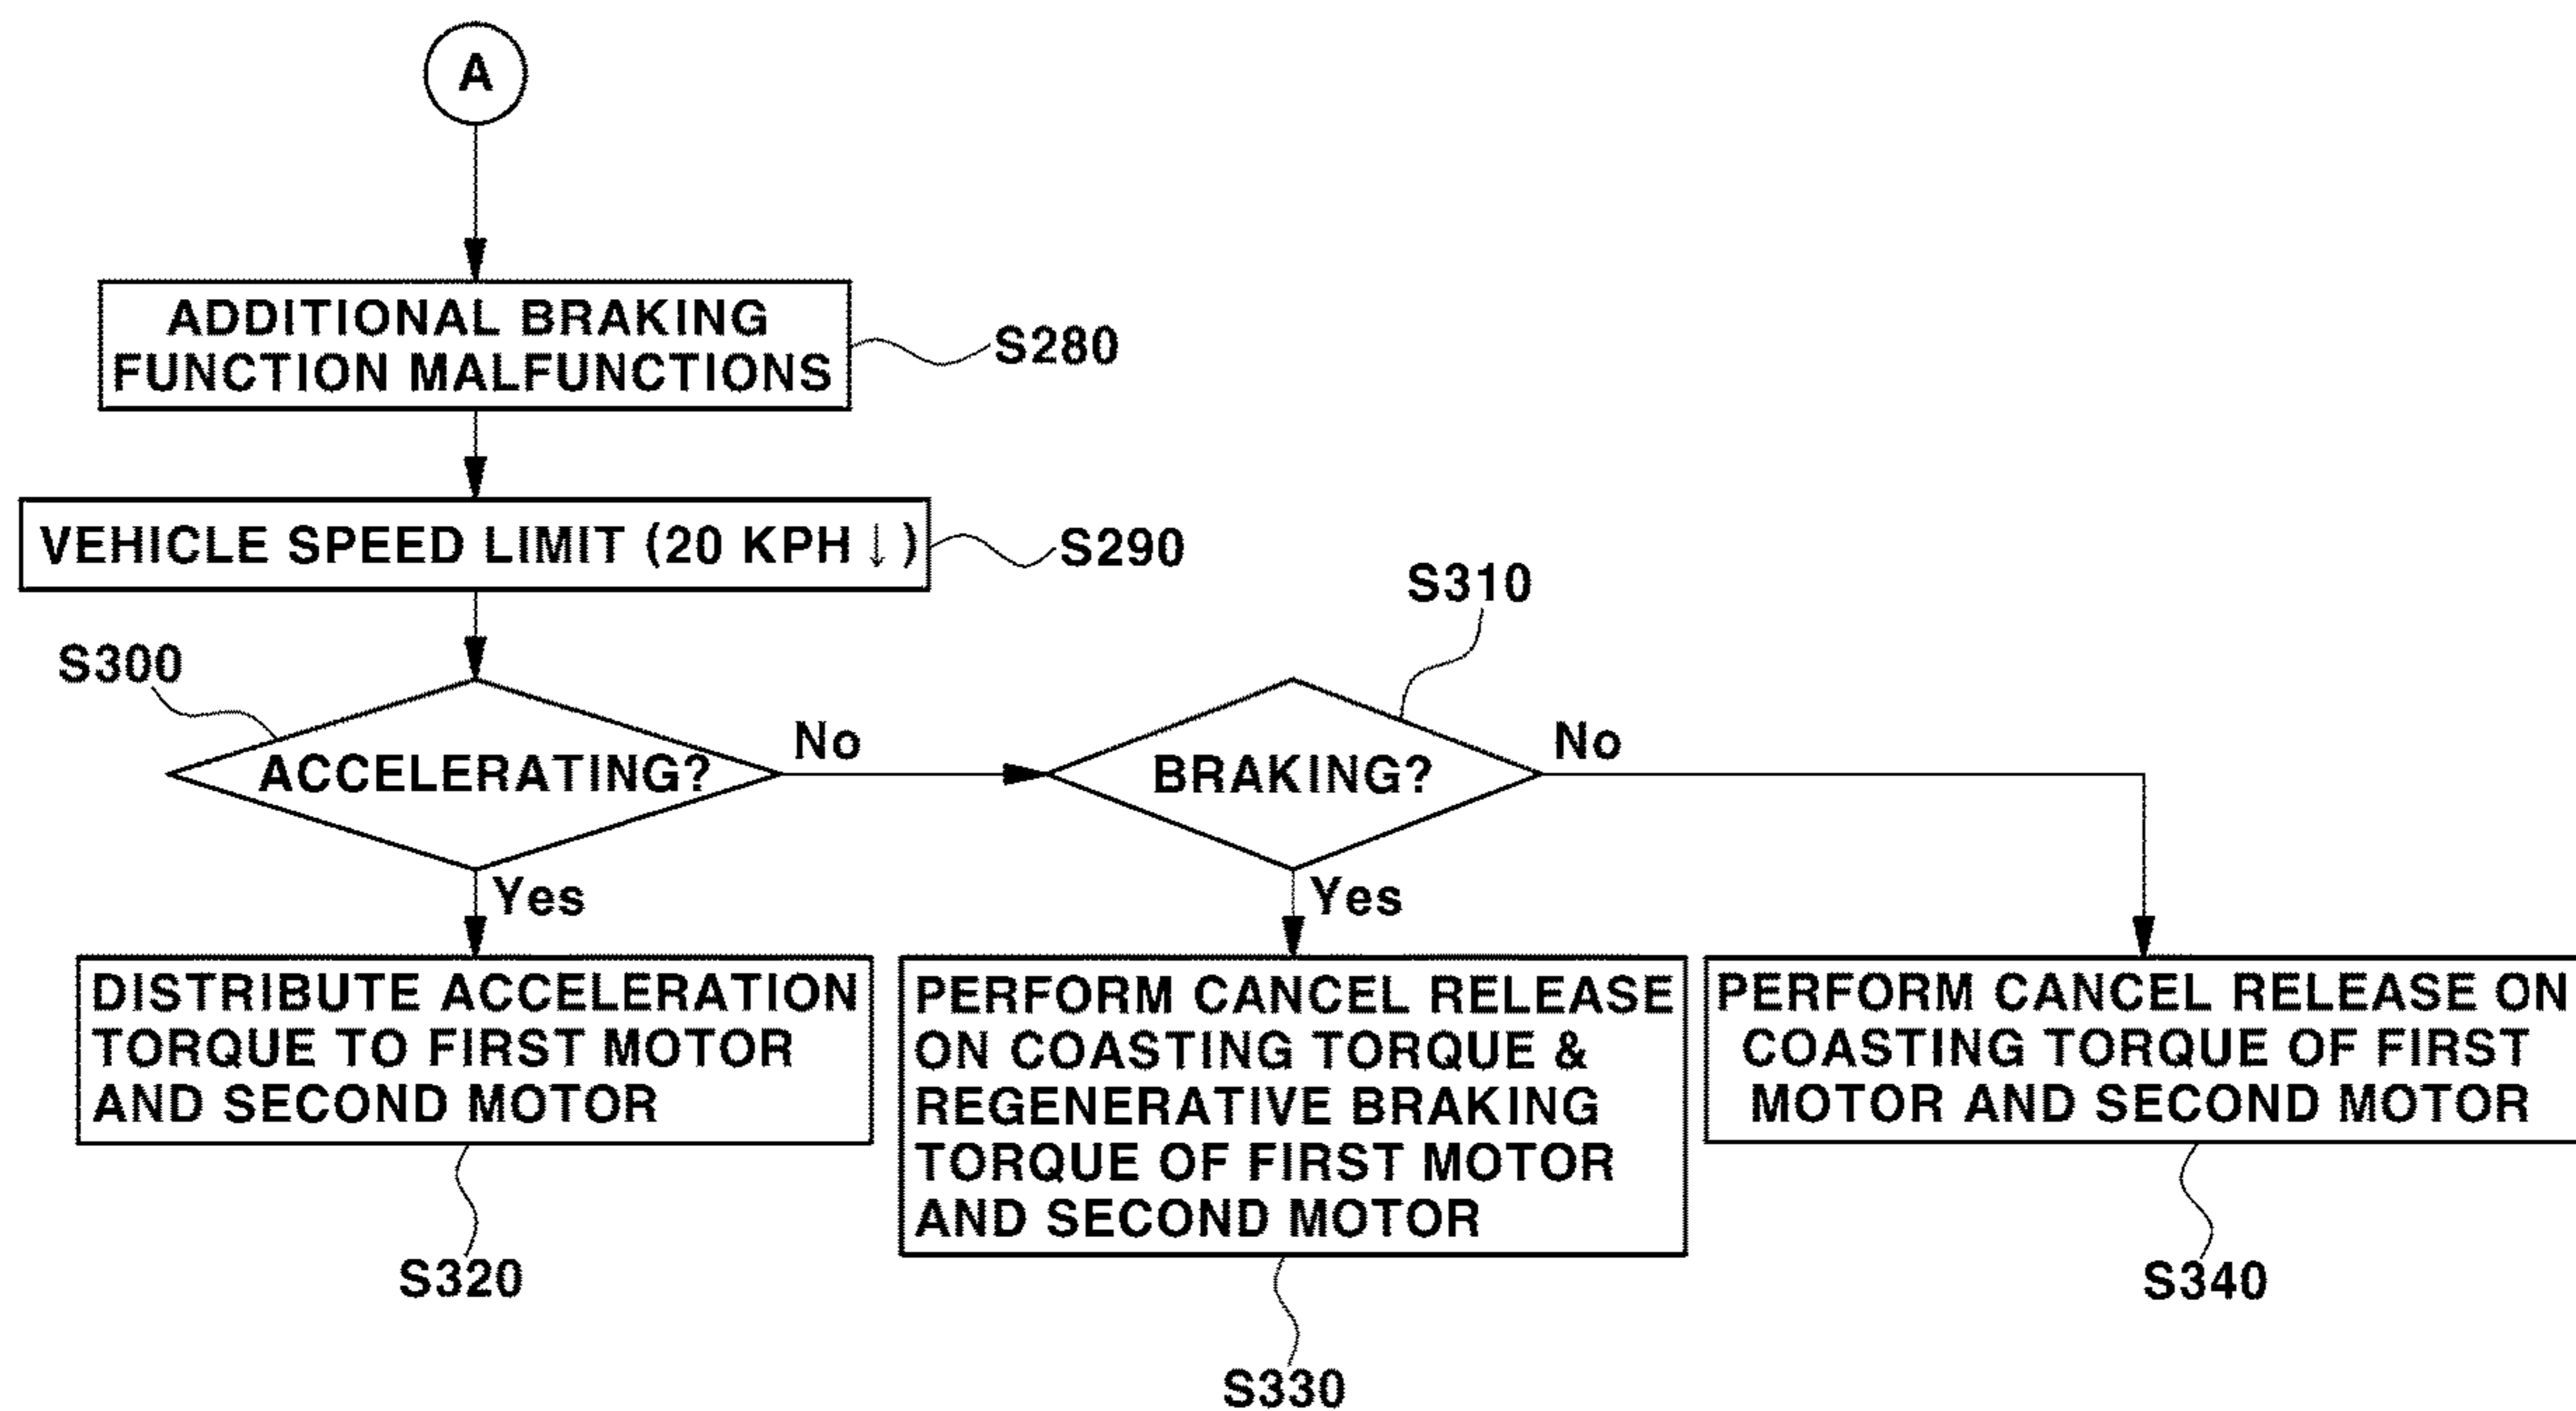 A
ADDITIONAL BRAKING
FUNCTION MALFUNCTIONS
S280
VEHICLE SPEED LIMIT (20 KPH ↓)
S290
S300
ACCELERATING?
No
S310
BRAKING?
No
Yes
Yes
DISTRIBUTE ACCELERATION
TORQUE TO FIRST MOTOR
AND SECOND MOTOR
S320
PERFORM CANCEL RELEASE
ON COASTING TORQUE &
REGENERATIVE BRAKING
TORQUE OF FIRST MOTOR
AND SECOND MOTOR
S330
PERFORM CANCEL RELEASE ON
COASTING TORQUE OF FIRST
MOTOR AND SECOND MOTOR
S340